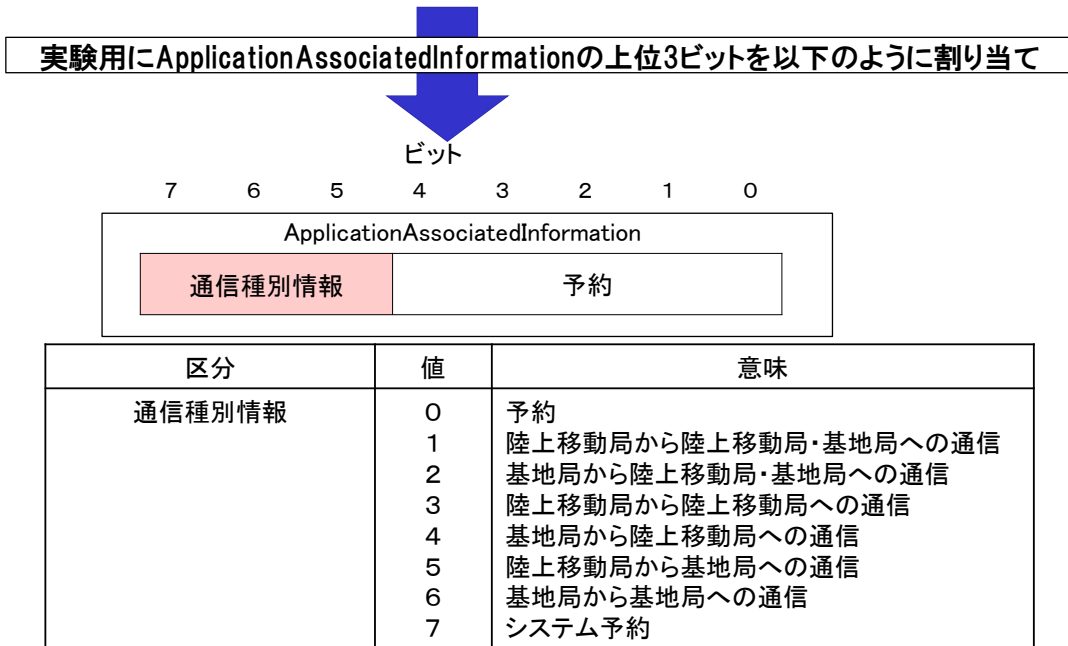 実験用にApplicationAssociatedInformationの上位3ビットを以下のように割り当て
ビット
7 6 5 4 3 2 1 0
ApplicationAssociatedInformation
通信種別情報 予約
区分 値 意味
通信種別情報 0 予約
1 陸上移動局から陸上移動局・基地局への通信
2 基地局から陸上移動局・基地局への通信
3 陸上移動局から陸上移動局への通信
4 基地局から陸上移動局への通信
5 陸上移動局から基地局への通信
6 基地局から基地局への通信
7 システム予約